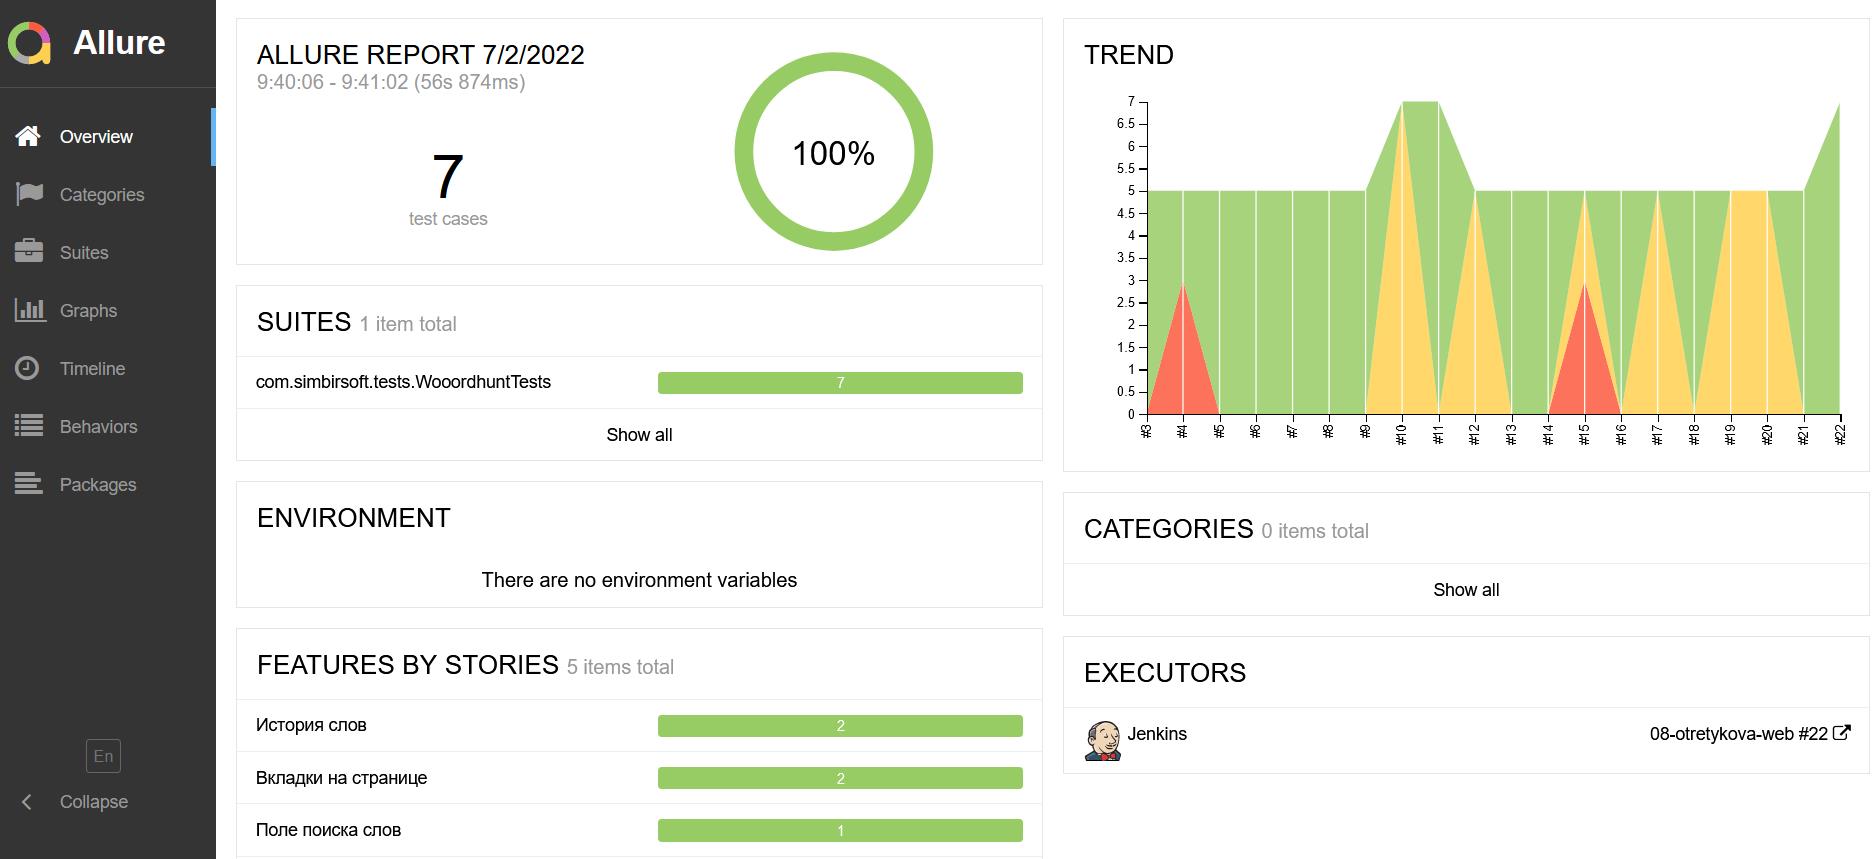 Allure
Overview
Categories
Suites
Graphs
Timeline
Behaviors
Packages
En
Collapse
ALLURE REPORT 7/2/2022
9:40:06 - 9:41:02 (56s 874ms)
7
test cases
100%
SUITES 1 item total
com.simbirsoft.tests.WooordhuntTests 7
Show all
ENVIRONMENT
There are no environment variables
FEATURES BY STORIES 5 items total
История слов 2
Вкладки на странице 2
Поле поиска слов 1
TREND
7
6.5
6
5.5
5
4.5
4
3.5
3
2.5
2
1.5
1
0.5
0
#3 #4 #5 #6 #7 #8 #9 #10 #11 #12 #13 #14 #15 #16 #17 #18 #19 #20 #21 #22
CATEGORIES 0 items total
Show all
EXECUTORS
Jenkins 08-otretykova-web #22